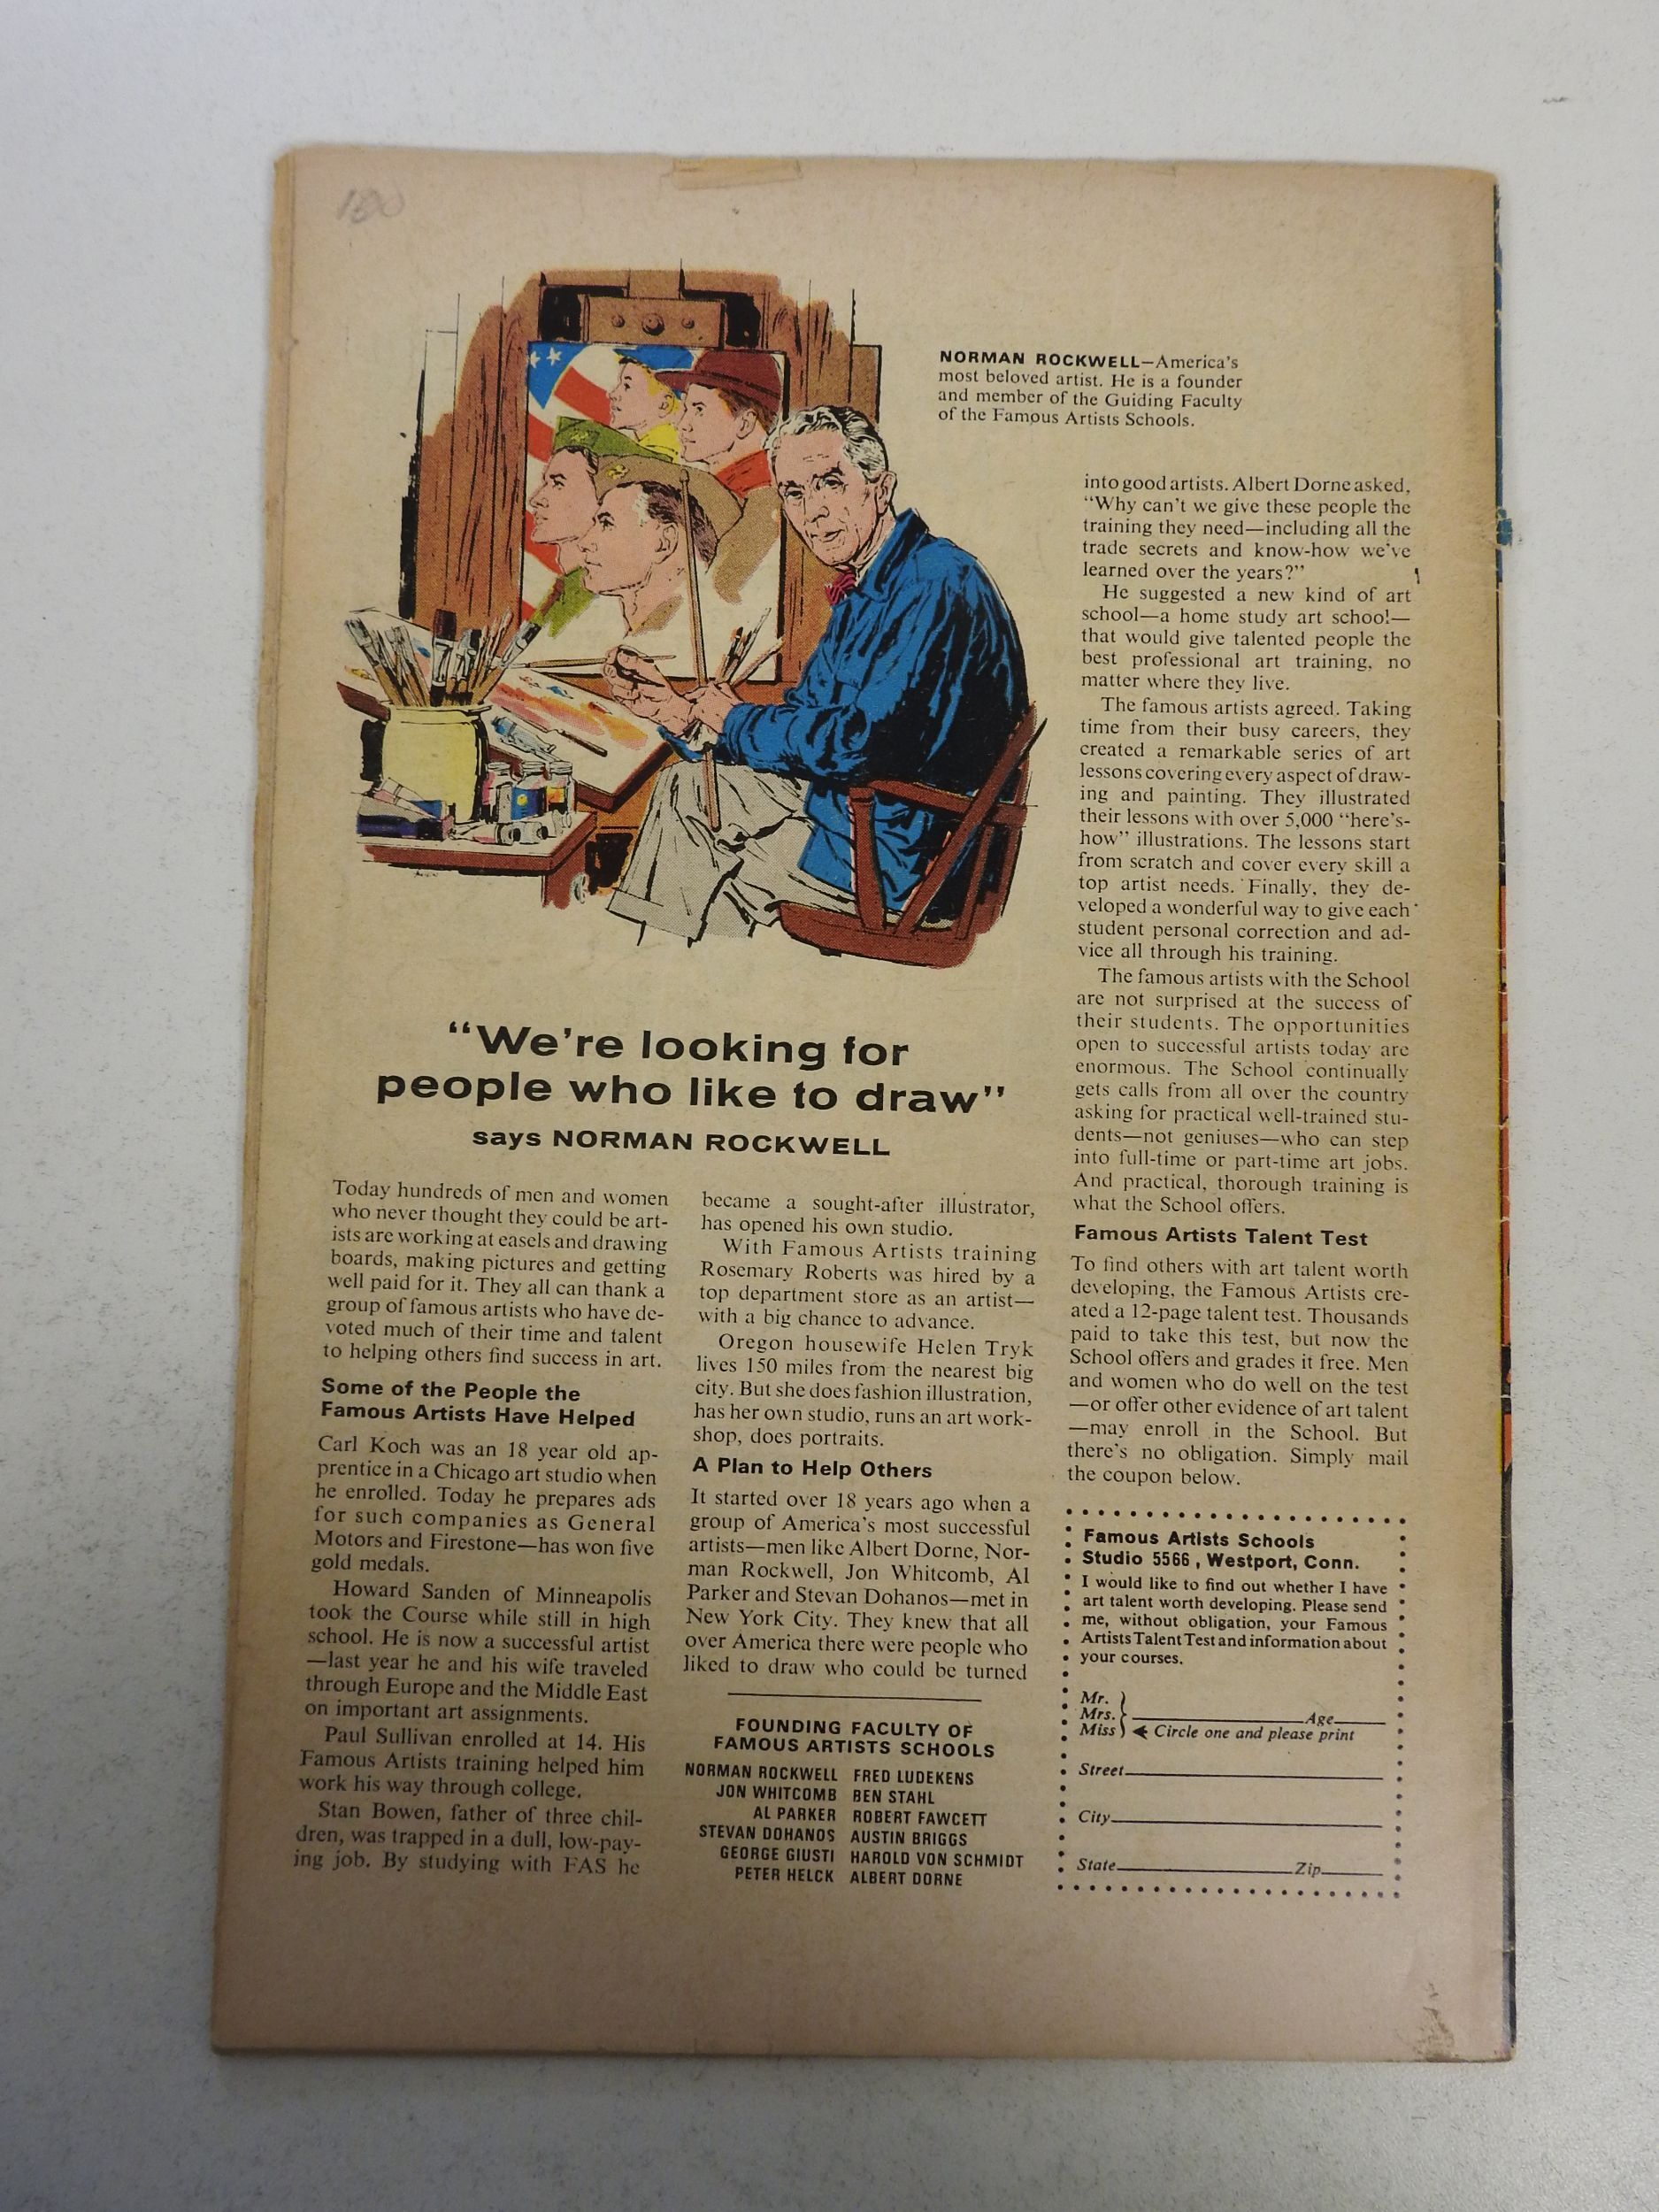 180
NORMAN ROCKWELL—America's
most beloved artist. He is a founder
and member of the Guiding Faculty
of the Famous Artists Schools.
"We're looking for
people who like to draw"
says NORMAN ROCKWELL
Today hundreds of men and women
who never thought they could be art-
ists are working at easels and drawing
boards, making pictures and getting
well paid for it. They all can thank a
group of famous artists who have de-
voted much of their time and talent
to helping others find success in art.
Some of the People the
Famous Artists Have Helped
Carl Koch was an 18 year old ap-
prentice in a Chicago art studio when
he enrolled. Today he prepares ads
for such companies as General
Motors and Firestone—has won five
gold medals.
Howard Sanden of Minneapolis
took the Course while still in high
school. He is now a successful artist
—last year he and his wife traveled
through Europe and the Middle East
on important art assignments.
Paul Sullivan enrolled at 14. His
Famous Artists training helped him
work his way through college.
Stan Bowen, father of three chil-
dren, was trapped in a dull, low-pay-
ing job. By studying with FAS he
became a sought-after illustrator,
has opened his own studio.
With Famous Artists training
Rosemary Roberts was hired by a
top department store as an artist—
with a big chance to advance.
Oregon housewife Helen Tryk
lives 150 miles from the nearest big
city. But she does fashion illustration,
has her own studio, runs an art work-
shop, does portraits.
A Plan to Help Others
It started over 18 years ago when a
group of America's most successful
artists—men like Albert Dorne, Nor-
man Rockwell, Jon Whitcomb, Al
Parker and Stevan Dohanos—met in
New York City. They knew that all
over America there were people who
liked to draw who could be turned
into good artists. Albert Dorne asked,
"Why can't we give these people the
training they need—including all the
trade secrets and know-how we've
learned over the years?"
He suggested a new kind of art
school—a home study art school—
that would give talented people the
best professional art training, no
matter where they live.
The famous artists agreed. Taking
time from their busy careers, they
created a remarkable series of art
lessons covering every aspect of draw-
ing and painting. They illustrated
their lessons with over 5,000 "here's-
how" illustrations. The lessons start
from scratch and cover every skill a
top artist needs. Finally, they de-
veloped a wonderful way to give each
student personal correction and ad-
vice all through his training.
The famous artists with the School
are not surprised at the success of
their students. The opportunities
open to successful artists today are
enormous. The School continually
gets calls from all over the country
asking for practical well-trained stu-
dents—not geniuses—who can step
into full-time or part-time art jobs.
And practical, thorough training is
what the School offers.
Famous Artists Talent Test
To find others with art talent worth
developing, the Famous Artists cre-
ated a 12-page talent test. Thousands
paid to take this test, but now the
School offers and grades it free. Men
and women who do well on the test
—or offer other evidence of art talent
—may enroll in the School. But
there's no obligation. Simply mail
the coupon below.
FOUNDING FACULTY OF
FAMOUS ARTISTS SCHOOLS
NORMAN ROCKWELL FRED LUDEKENS
JON WHITCOMB BEN STAHL
AL PARKER ROBERT FAWCETT
STEVAN DOHANOS AUSTIN BRIGGS
GEORGE GIUSTI HAROLD VON SCHMIDT
PETER HELCK ALBERT DORNE
Famous Artists Schools
Studio 5566, Westport, Conn.
I would like to find out whether I have
art talent worth developing. Please send
me, without obligation, your Famous
Artists Talent Test and information about
your courses.
Mr.
Mrs. Age
Miss Circle one and please print
Street
City
State Zip